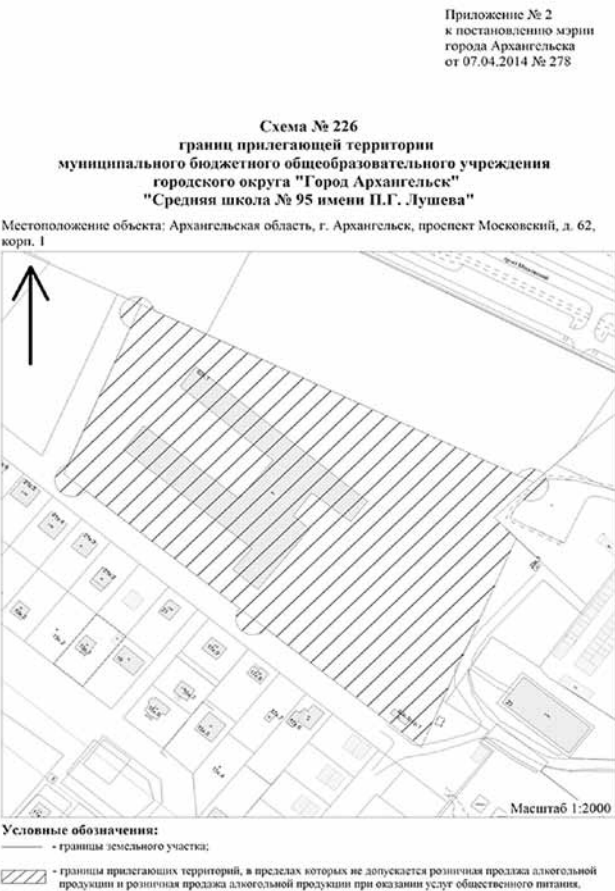 Приложение № 2
к постановлению мэрии
города Архангельска
от 07.04.2014 № 278
Схема № 226
границ прилегающей территории
муниципального бюджетного общеобразовательного учреждения
городского округа "Город Архангельск"
"Средняя школа № 95 имени П.Г. Лушева"
Местоположение объекта: Архангельская область, г. Архангельск, проспект Московский, д. 62,
корп. 1
Масштаб 1:2000
Условные обозначения:
- границы земельного участка;
- границы прилегающих территорий, в пределах которых не допускается розничная продажа алкогольной
продукции и розничная продажа алкогольной продукции при оказании услуг общественного питания.